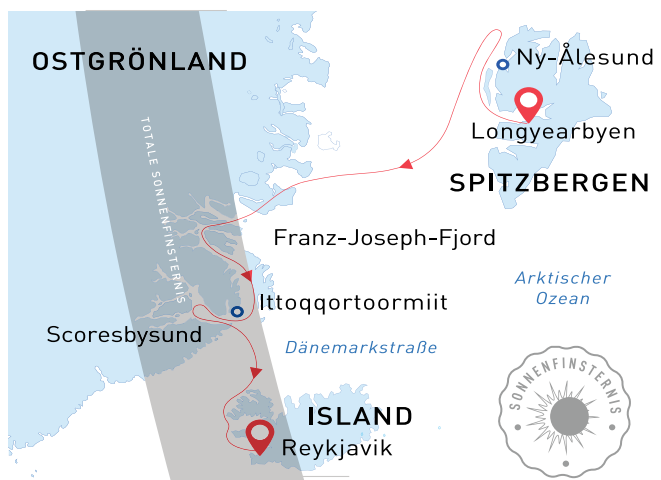 OSTGRÖNLAND
Ny-Ålesund
Longyearbyen
SPITZBERGEN
TOTALE SONNENFINSTERNIS
Franz-Joseph-Fjord
Arktischer
Ozean
Ittoqqortoormiit
Scoresbysund
Dänemarkstraße
SONNENFINSTERNIS
ISLAND
Reykjavik